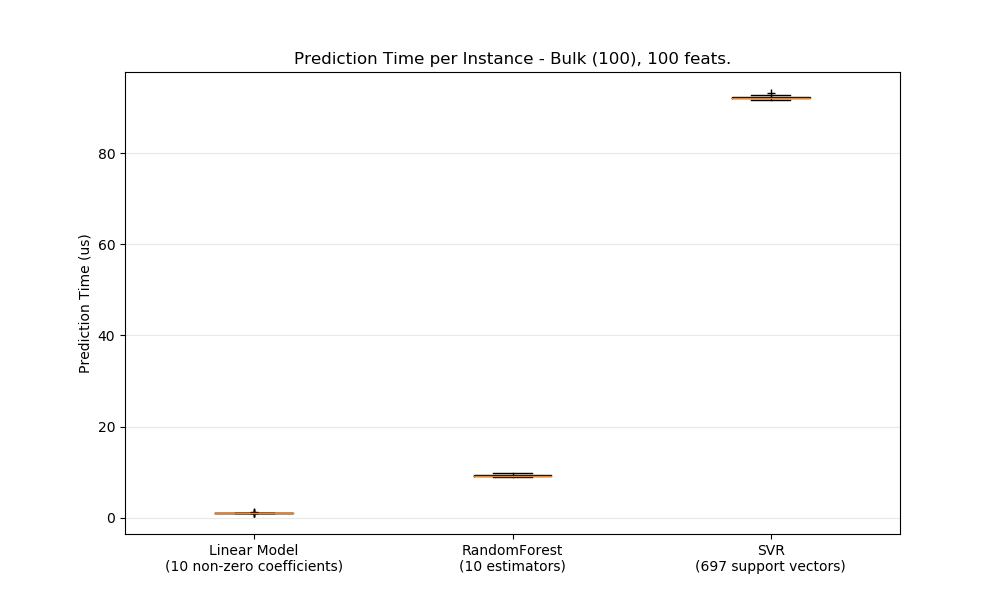 Prediction Time per Instance - Bulk (100), 100 feats.
Prediction Time (us)
80
60
40
20
0
Linear Model
(10 non-zero coefficients)
RandomForest
(10 estimators)
SVR
(697 support vectors)